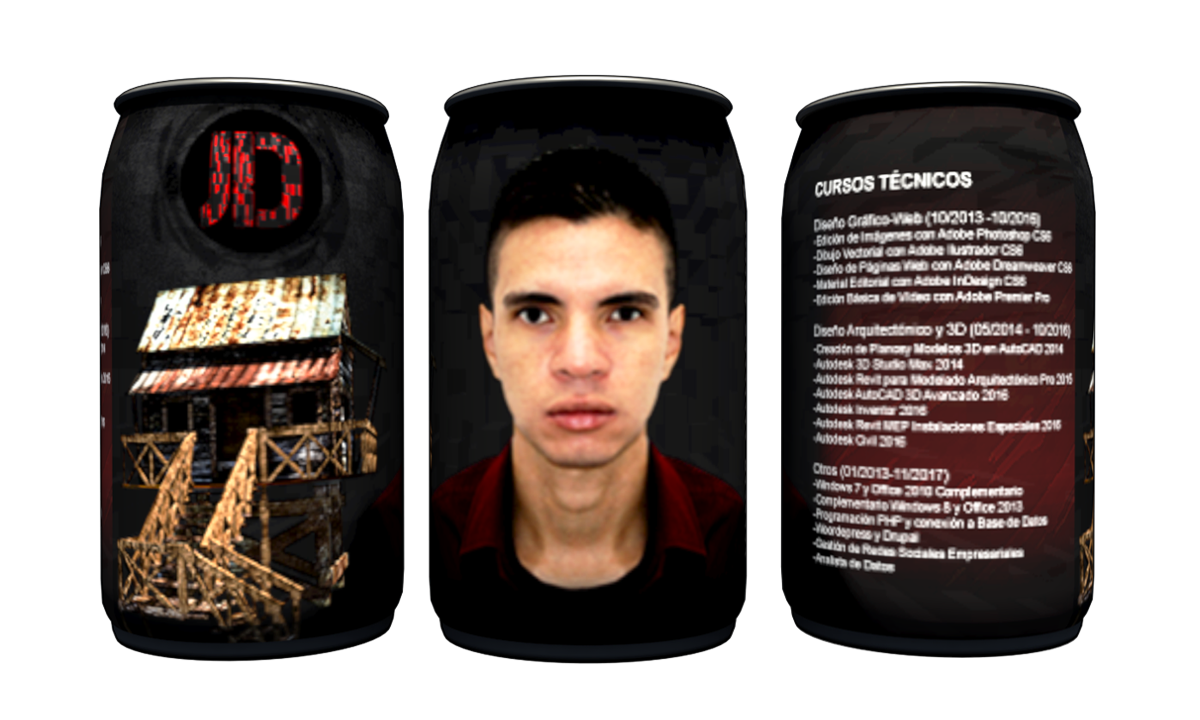 JD
CURSOS TÉCNICOS
Diseño Gráfico-Web (10/2013 -10/2016)
-Edición de Imágenes con Adobe Photoshop CS6
-Dibujo Vectorial con Adobe Ilustrador CS6
-Diseño de Páginas Web con Adobe Dreamweaver CS6
-Material Editorial con Adobe InDesign CS6
-Edición Básica de Video con Adobe Premier Pro
Diseño Arquitectónico y 3D (05/2014 - 10/2016)
-Creación de Planos y Modelos 3D en AutoCAD 2014
-Autodesk 3D Studio Max 2014
-Autodesk Revit para Modelado Arquitectónico Pro 2015
-Autodesk AutoCAD 3D Avanzado 2016
-Autodesk Inventor 2016
-Autodesk Revit MEP Instalaciones Especiales 2016
-Autodesk Civil 2016
Otros (01/2013-11/2017)
-Windows 7 y Office 2010 Complementario
-Complementario Windows 8 y Office 2013
-Programación PHP y conexión a Base de Datos
-Woordepress y Drupal
-Gestión de Redes Sociales Empresariales
-Analista de Datos